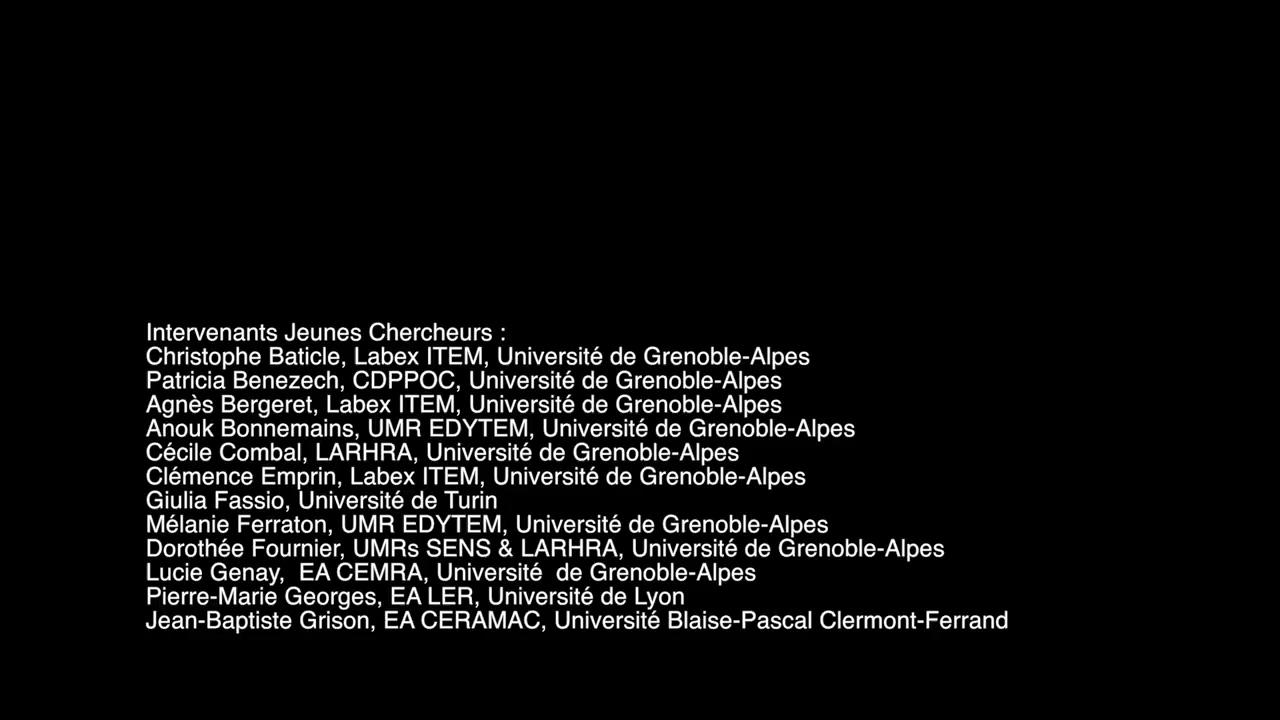 Intervenants Jeunes Chercheurs :
Christophe Baticle, Labex ITEM, Université de Grenoble-Alpes
Patricia Benezech, CDPPOC, Université de Grenoble-Alpes
Agnès Bergeret, Labex ITEM, Université de Grenoble-Alpes
Anouk Bonnemains, UMR EDYTEM, Université de Grenoble-Alpes
Cécile Combal, LARHRA, Université de Grenoble-Alpes
Clémence Emprin, Labex ITEM, Université de Grenoble-Alpes
Giulia Fassio, Université de Turin
Mélanie Ferraton, UMR EDYTEM, Université de Grenoble-Alpes
Dorothée Fournier, UMRs SENS & LARHRA, Université de Grenoble-Alpes
Lucie Genay,  EA CEMRA, Université  de Grenoble-Alpes
Pierre-Marie Georges, EA LER, Université de Lyon
Jean-Baptiste Grison, EA CERAMAC, Université Blaise-Pascal Clermont-Ferrand